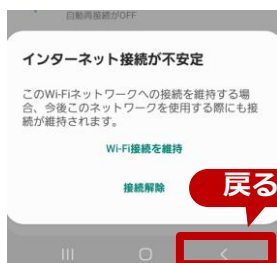 自動再接続がOFF
インターネット接続が不安定
このWi-Fiネットワークへの接続を維持する場
合、今後このネットワークを使用する際にも接
続が維持されます。
Wi-Fi接続を維持
接続解除
戻る